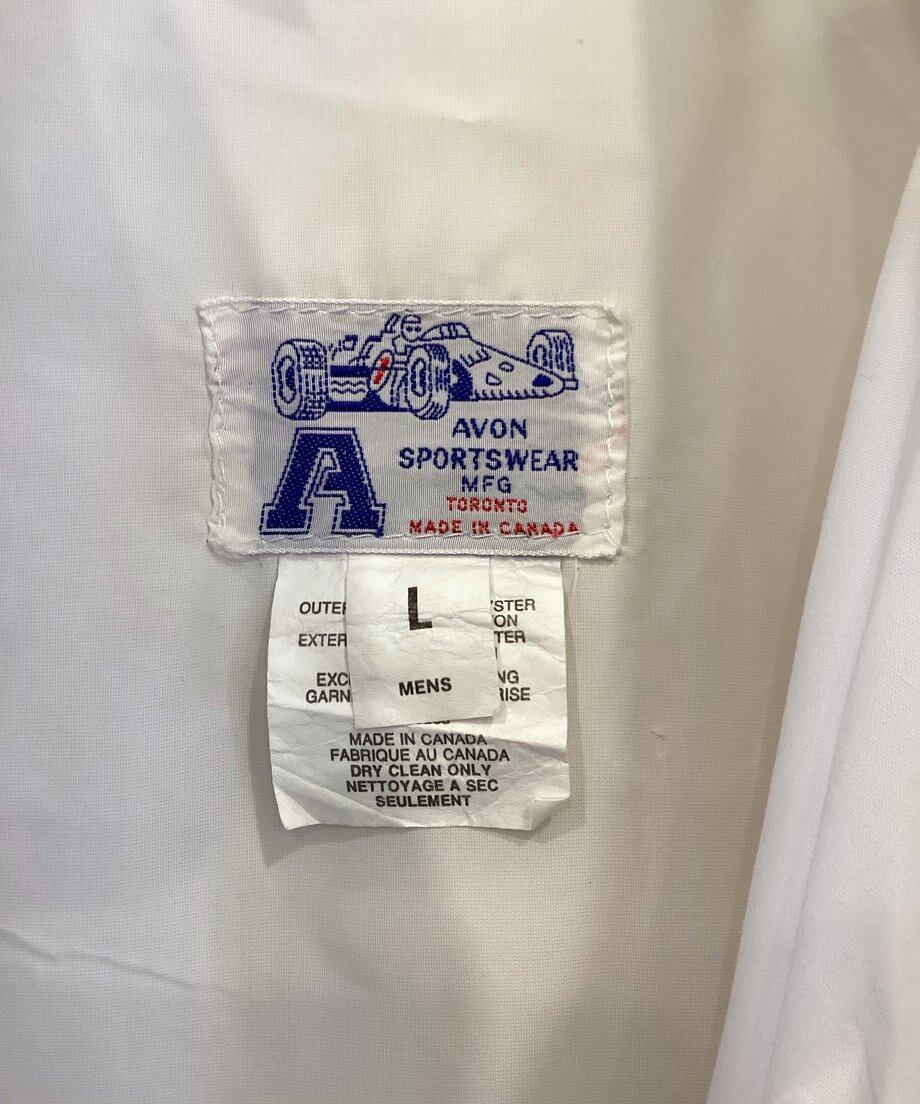 A
AVON
SPORTSWEAR
MFG
TORONTO
MADE IN CANADA
L
MENS
MADE IN CANADA
FABRIQUE AU CANADA
DRY CLEAN ONLY
NETTOYAGE A SEC
SEULEMENT